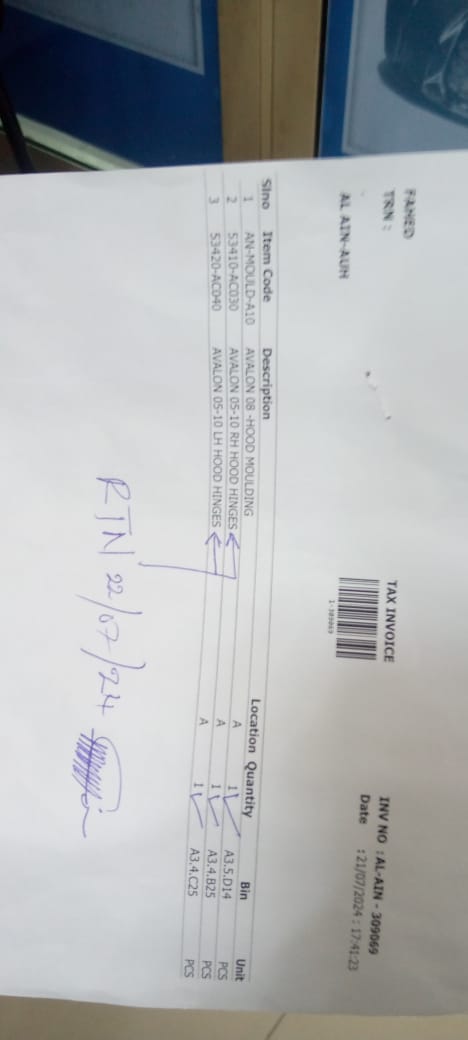 FAHED
TRN :
AL AIN-AUH
TAX INVOICE
1-309069
INV NO : AL-AIN - 309069
Date : 21/07/2024 : 17:41:23
Slno Item Code Description Location Quantity Bin Unit
1 AN-MOULD-A10 AVALON 08 -HOOD MOULDING A 1 A3.5.D14 PCS
2 53410-AC030 AVALON 05-10 RH HOOD HINGES A 1 A3.4.B25 PCS
3 53420-AC040 AVALON 05-10 LH HOOD HINGES A 1 A3.4.C25 PCS
RTN 22/07/24